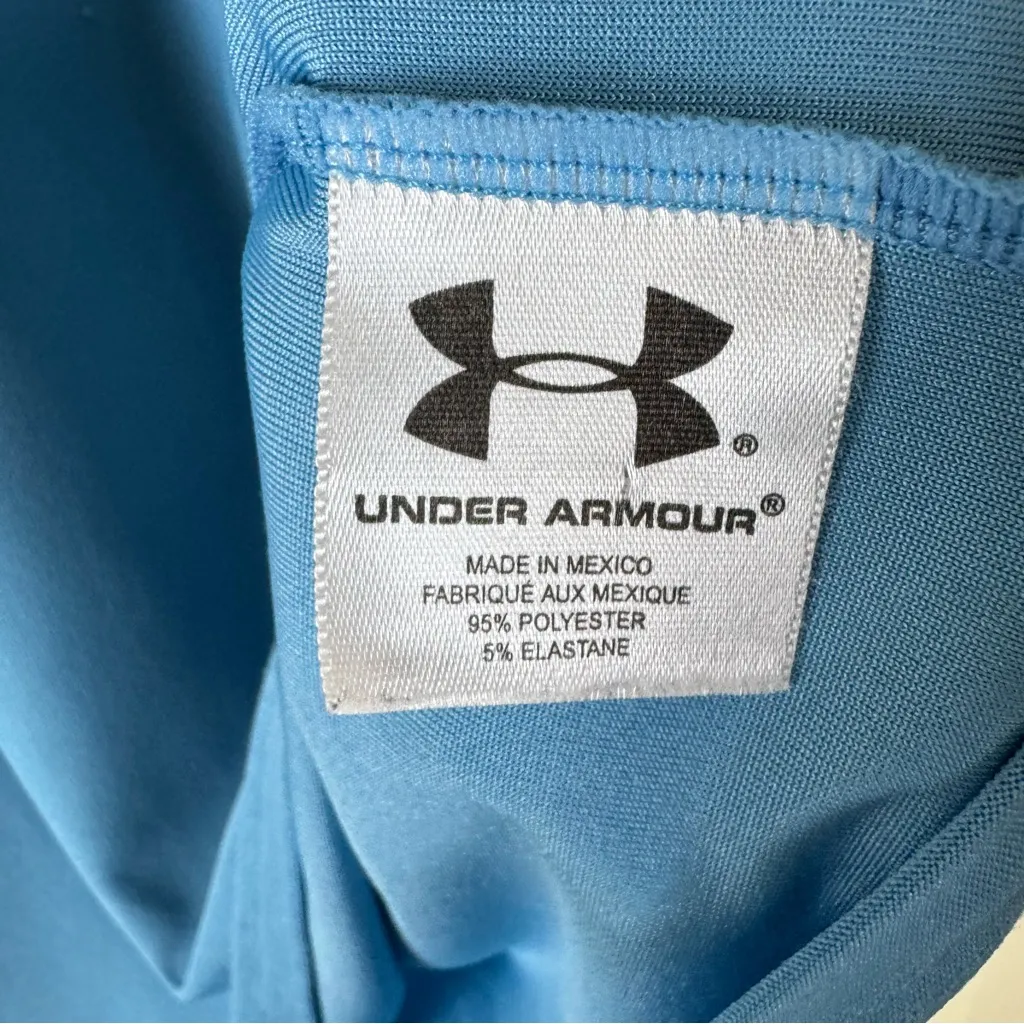 ®
UNDER ARMOUR®
MADE IN MEXICO
FABRIQUÉ AUX MEXIQUE
95% POLYESTER
5% ELASTANE